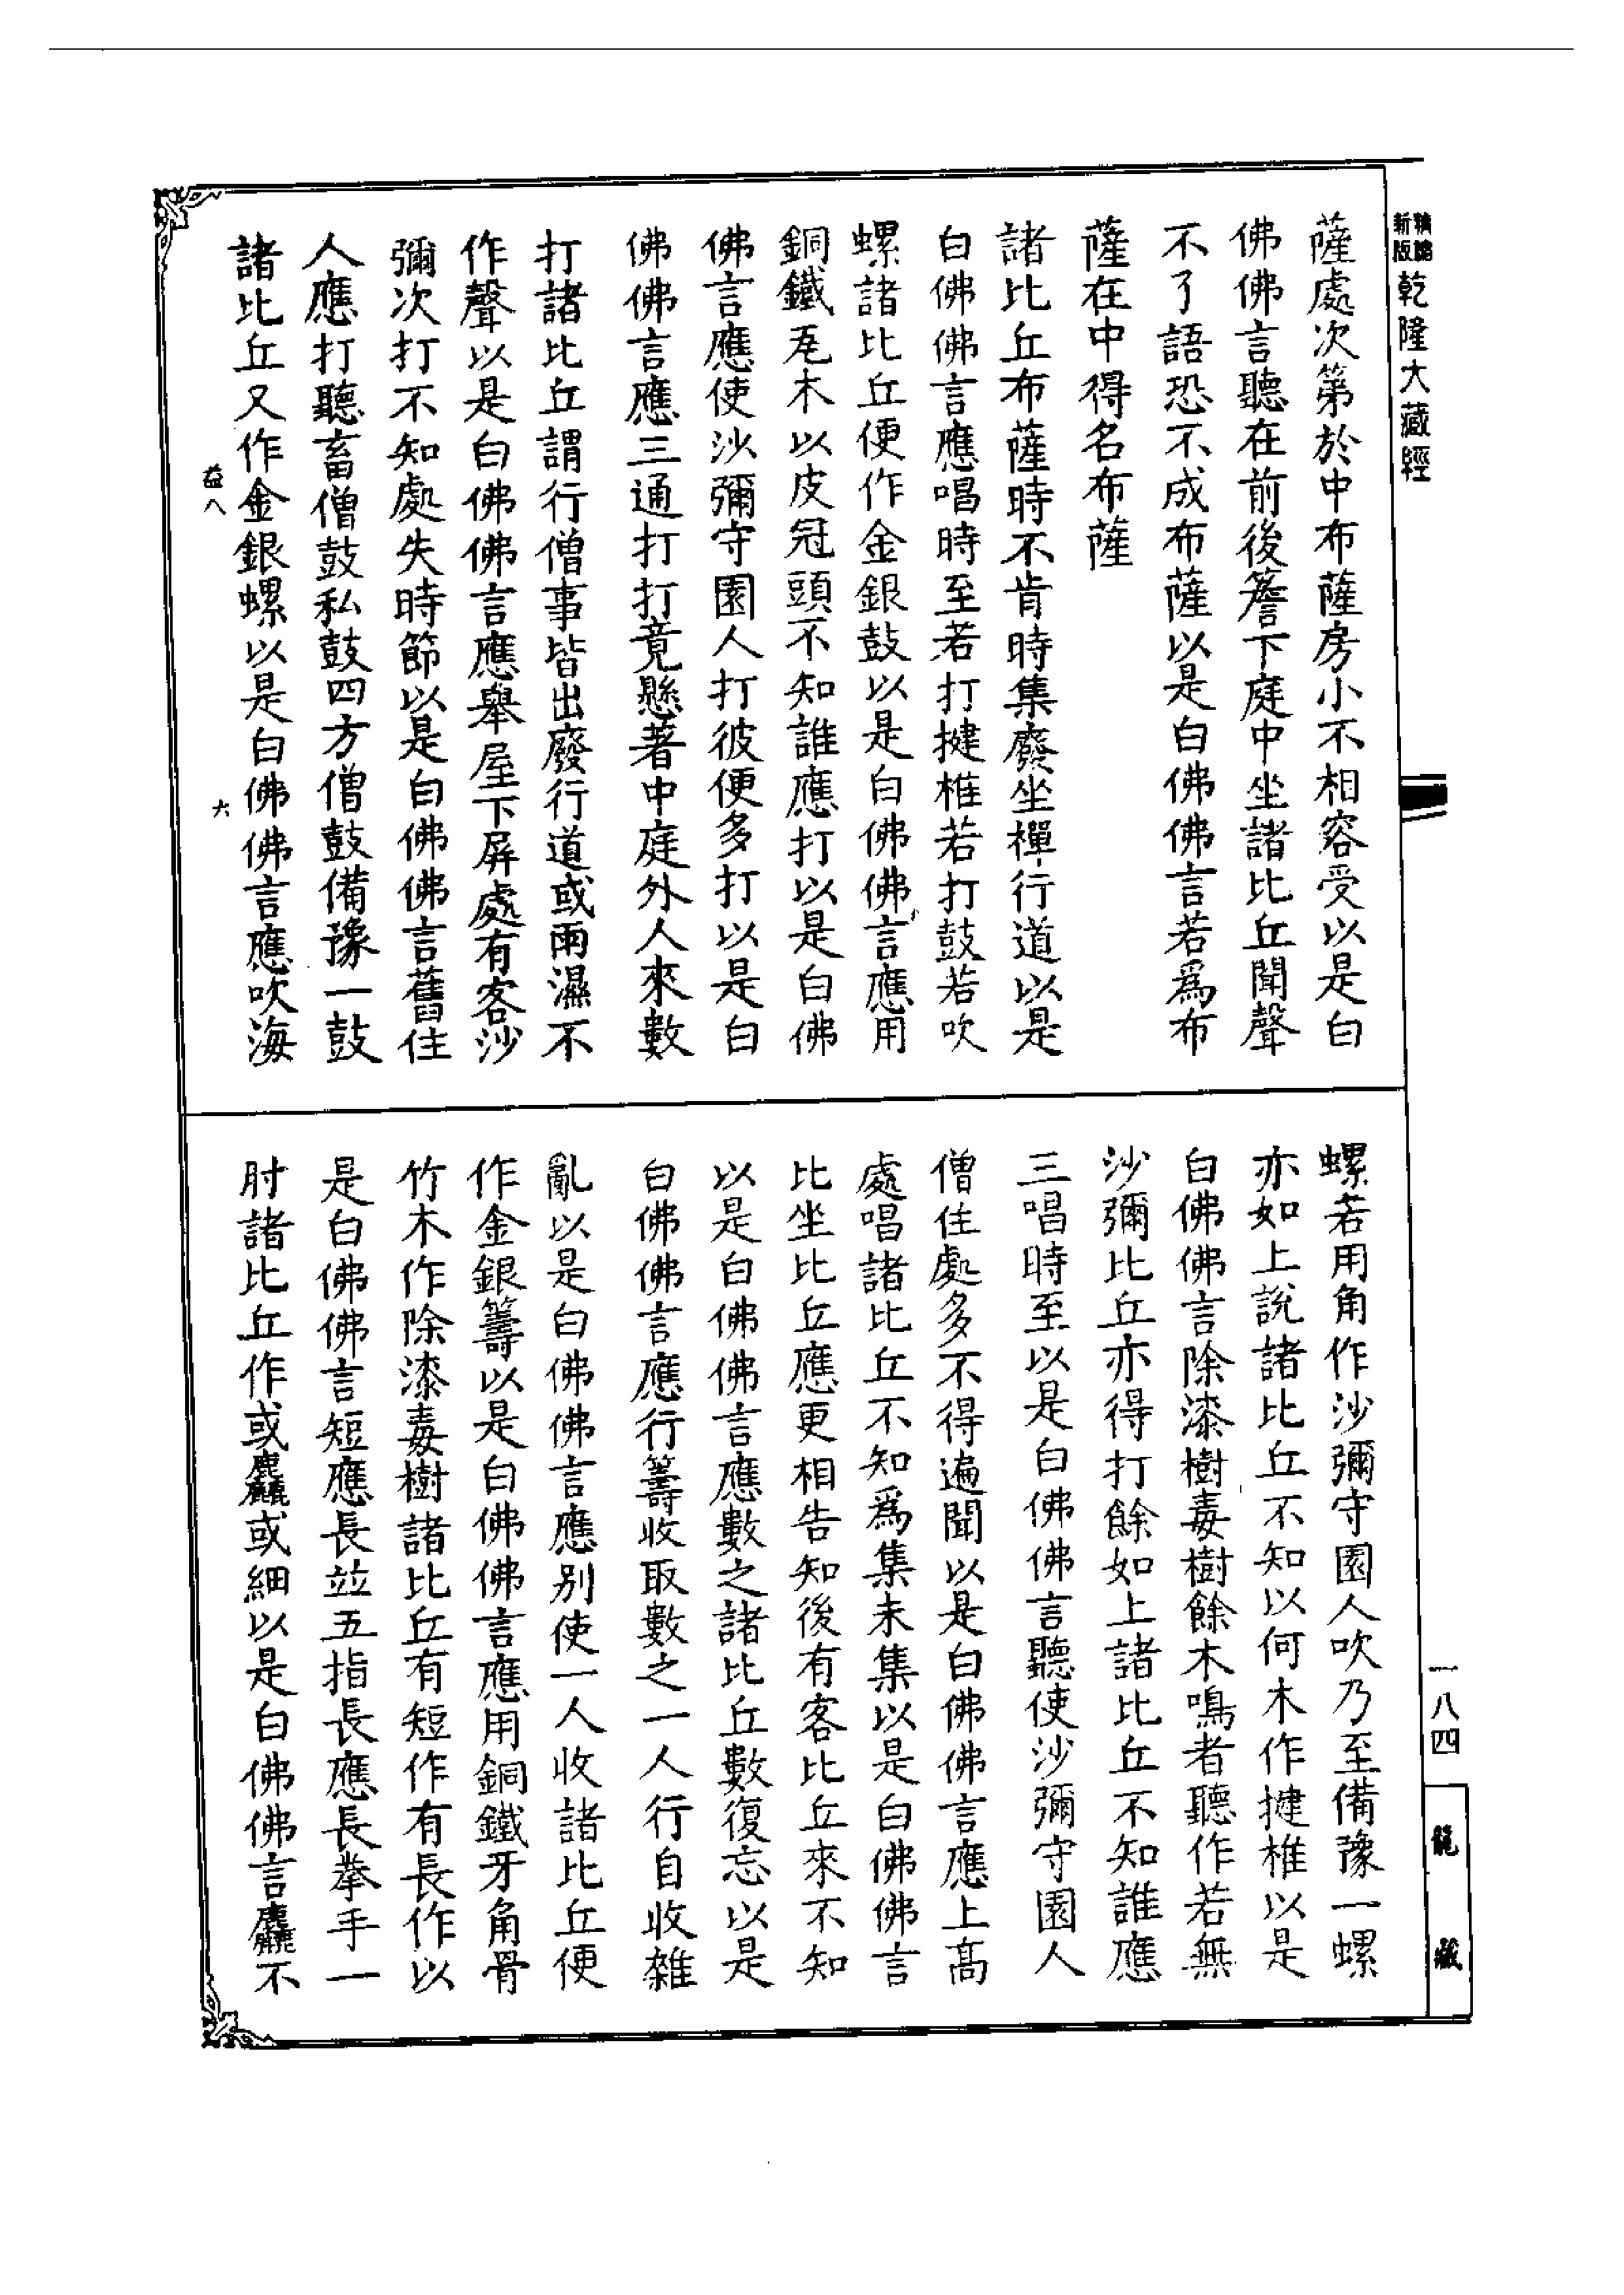 新版
精編
乾隆大藏經
薩處次第於中布薩房小不相容受以是白
佛佛言聽在前後簷下庭中坐諸比丘聞聲
不了語恐不成布薩以是白佛佛言若爲布
薩在中得名布薩
諸比丘布薩時不肯時集廢坐禪行道以是
白佛佛言應唱時至若打揵椎若打鼓若吹
螺諸比丘便作金銀鼓以是白佛佛言應用
銅鐵瓦木以皮冠頭不知誰應打以是白佛
佛言應使沙彌守園人打彼便多打以是白
佛佛言應三通打打竟懸著中庭外人來數
打諸比丘謂行僧事皆出廢行道或雨濕不
作聲以是白佛佛言應舉屋下屏處有客沙
彌次打不知處失時節以是白佛佛言舊住
人應打聽畜僧鼓私鼓四方僧鼓備豫一鼓
諸比丘又作金銀螺以是白佛佛言應吹海
益八
六
螺若用角作沙彌守園人吹乃至備豫一螺
亦如上說諸比丘不知以何木作揵椎以是
白佛佛言除漆樹毒樹餘木鳴者聽作若無
沙彌比丘亦得打餘如上諸比丘不知誰應
三唱時至以是白佛佛言聽使沙彌守園人
僧住處多不得遍聞以是白佛佛言應上高
處唱諸比丘不知爲集未集以是白佛佛言
比坐比丘應更相告知後有客比丘來不知
以是白佛佛言應數之諸比丘數復忘以是
白佛佛言應行籌收取數之一人行自收雜
亂以是白佛佛言應別使一人收諸比丘便
作金銀籌以是白佛佛言應用銅鐵牙角骨
竹木作除漆毒樹諸比丘有短作有長作以
是白佛佛言短應長並五指長應長拳手一
肘諸比丘作或麤或細以是白佛佛言麤不
一八四
龍藏